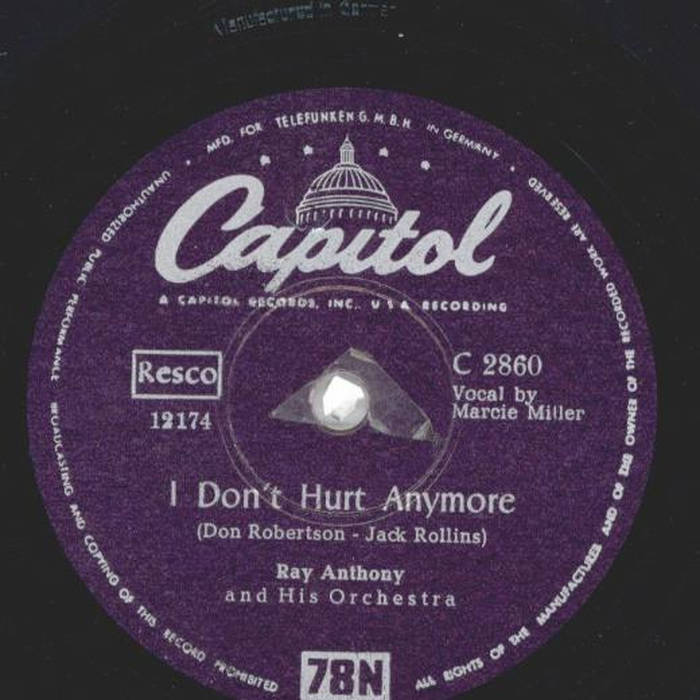 Manufactured in German
MFD. FOR TELEFUNKEN G.M.B.H. IN GERMANY
Capitol
A CAPITOL RECORDS, INC., U S A RECORDING
Resco
12174
C 2860
Vocal by
Marcie Miller
I Don't Hurt Anymore
(Don Robertson - Jack Rollins)
Ray Anthony
and His Orchestra
78N
UNAUTHORIZED PUBLIC PERFORMANCE BROADCASTING AND COPYING OF THIS RECORD PROHIBITED
ALL RIGHTS OF THE MANUFACTURER AND OF THE OWNER OF THE RECORDED WORK ARE RESERVED